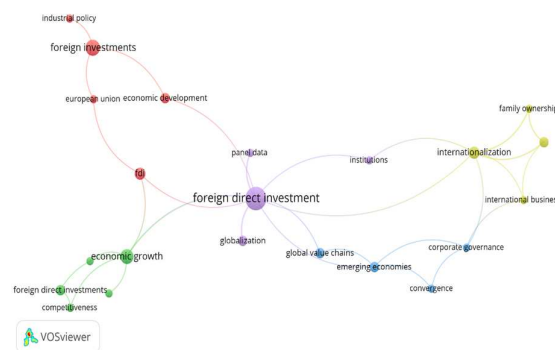 industrial policy
foreign investments
european union
economic development
fdi
panel data
institutions
family ownership
internationalization
international busines
foreign direct investment
globalization
global value chains
emerging economies
corporate governance
convergence
economic growth
foreign direct investments
competitiveness
VOSviewer